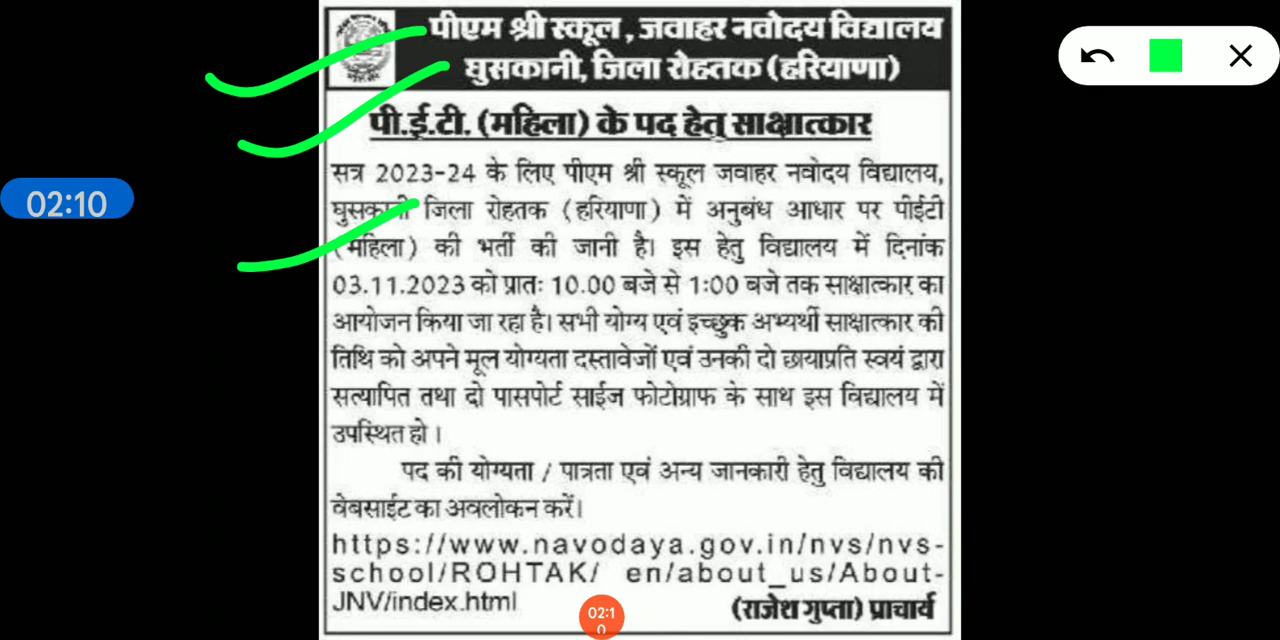 पीएम श्री स्कूल, जवाहर नवोदय विद्यालय
घुसकानी, जिला रोहतक (हरियाणा)
पी.ई.टी. (महिला) के पद हेतु साक्षात्कार
सत्र 2023-24 के लिए पीएम श्री स्कूल जवाहर नवोदय विद्यालय,
घुसकानी जिला रोहतक (हरियाणा) में अनुबंध आधार पर पीईटी
(महिला) की भर्ती की जानी है। इस हेतु विद्यालय में दिनांक
03.11.2023 को प्रातः 10.00 बजे से 1:00 बजे तक साक्षात्कार का
आयोजन किया जा रहा है। सभी योग्य एवं इच्छुक अभ्यर्थी साक्षात्कार की
तिथि को अपने मूल योग्यता दस्तावेजों एवं उनकी दो छायाप्रति स्वयं द्वारा
सत्यापित तथा दो पासपोर्ट साईज फोटोग्राफ के साथ इस विद्यालय में
उपस्थित हो।
पद की योग्यता / पात्रता एवं अन्य जानकारी हेतु विद्यालय की
वेबसाईट का अवलोकन करें।
https://www.navodaya.gov.in/nvs/nvs-
school/ROHTAK/ en/about_us/About-
JNV/index.html
(राजेश गुप्ता) प्राचार्य
02:10
02:10